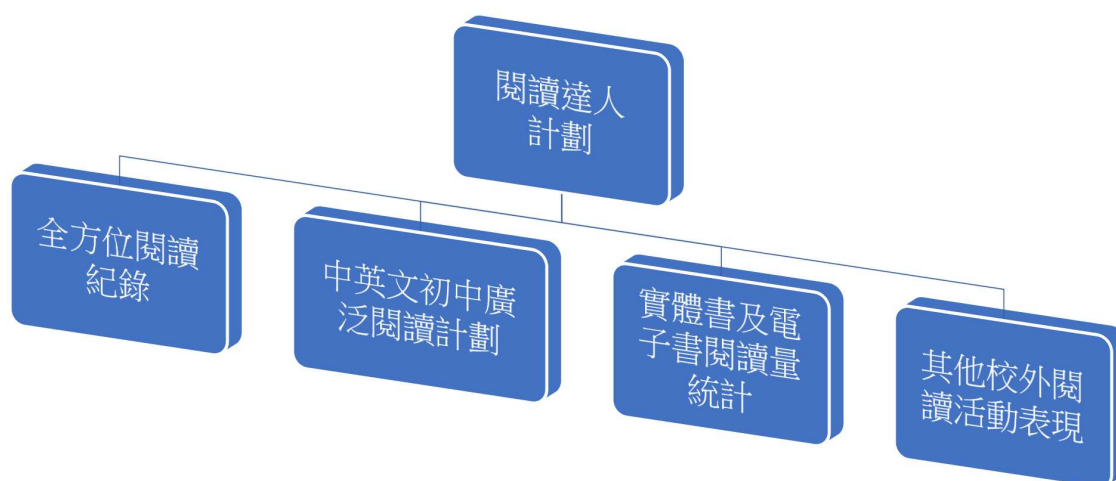 閱讀達人
計劃
全方位閱讀
紀錄
中英文初中廣
泛閱讀計劃
實體書及電
子書閱讀量
統計
其他校外閱
讀活動表現